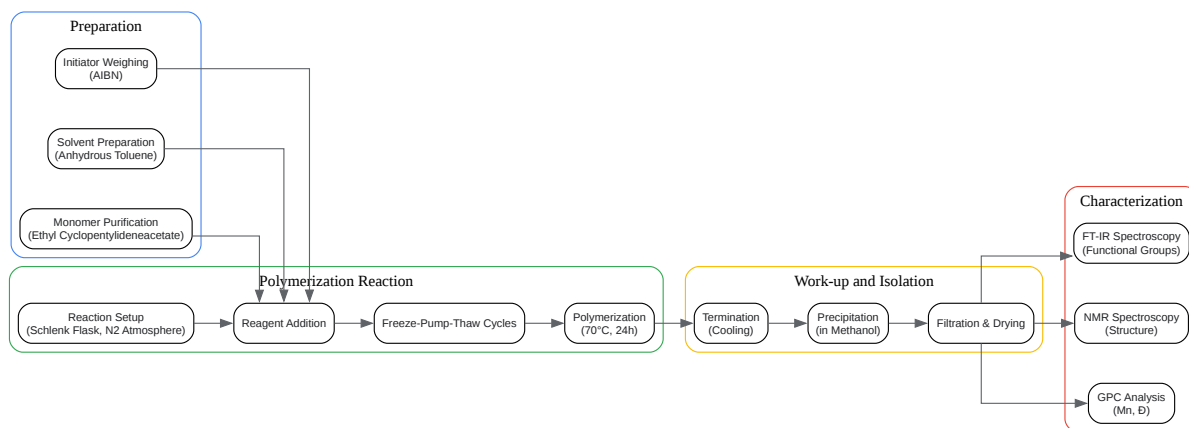 Preparation
Initiator Weighing
(AIBN)
Solvent Preparation
(Anhydrous Toluene)
Monomer Purification
(Ethyl Cyclopentylideneacetate)
Polymerization Reaction
Reaction Setup
(Schlenk Flask, N2 Atmosphere)
Reagent Addition
Freeze-Pump-Thaw Cycles
Polymerization
(70°C, 24h)
Work-up and Isolation
Termination
(Cooling)
Precipitation
(in Methanol)
Filtration & Drying
Characterization
FT-IR Spectroscopy
(Functional Groups)
NMR Spectroscopy
(Structure)
GPC Analysis
(Mn, Đ)